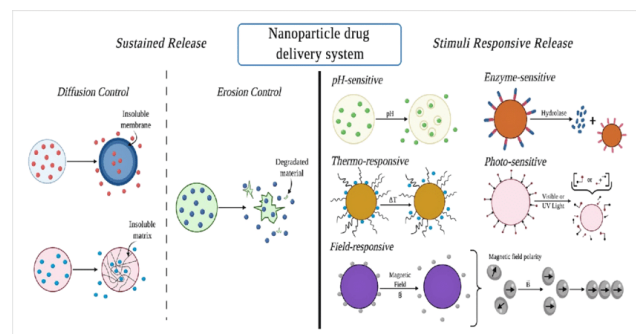 Nanoparticle drug
delivery system
Sustained Release
Stimuli Responsive Release
Diffusion Control
Erosion Control
Insoluble
membrane
Insoluble
matrix
Degradated
material
pH-sensitive
pH
Enzyme-sensitive
Hydrolase
+
Thermo-responsive
ΔT
Photo-sensitive
Visible or
UV Light
or
Field-responsive
Magnetic
Field
B
Magnetic field polarity
B